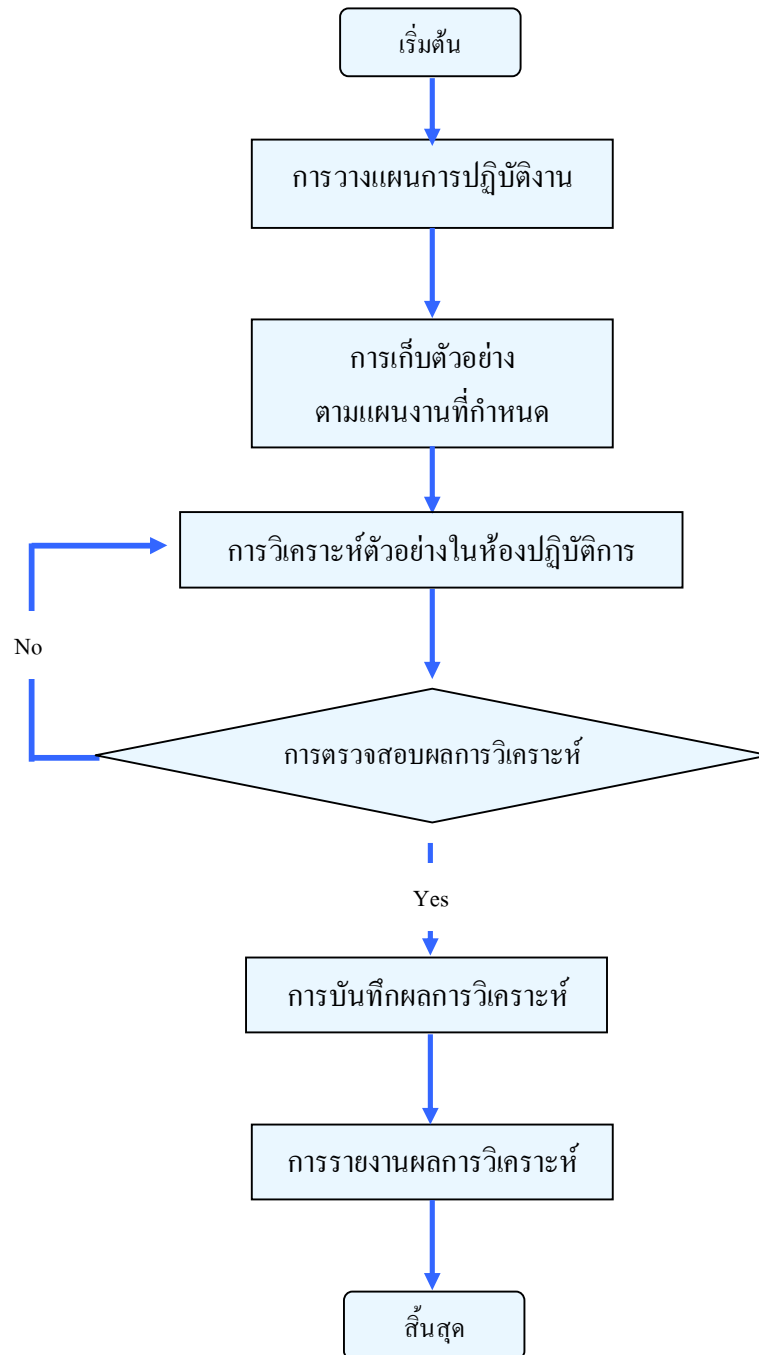 เริ่มต้น
การวางแผนการปฏิบัติงาน
การเก็บตัวอย่าง
ตามแผนงานที่กำหนด
การวิเคราะห์ตัวอย่างในห้องปฏิบัติการ
No
การตรวจสอบผลการวิเคราะห์
Yes
การบันทึกผลการวิเคราะห์
การรายงานผลการวิเคราะห์
สิ้นสุด